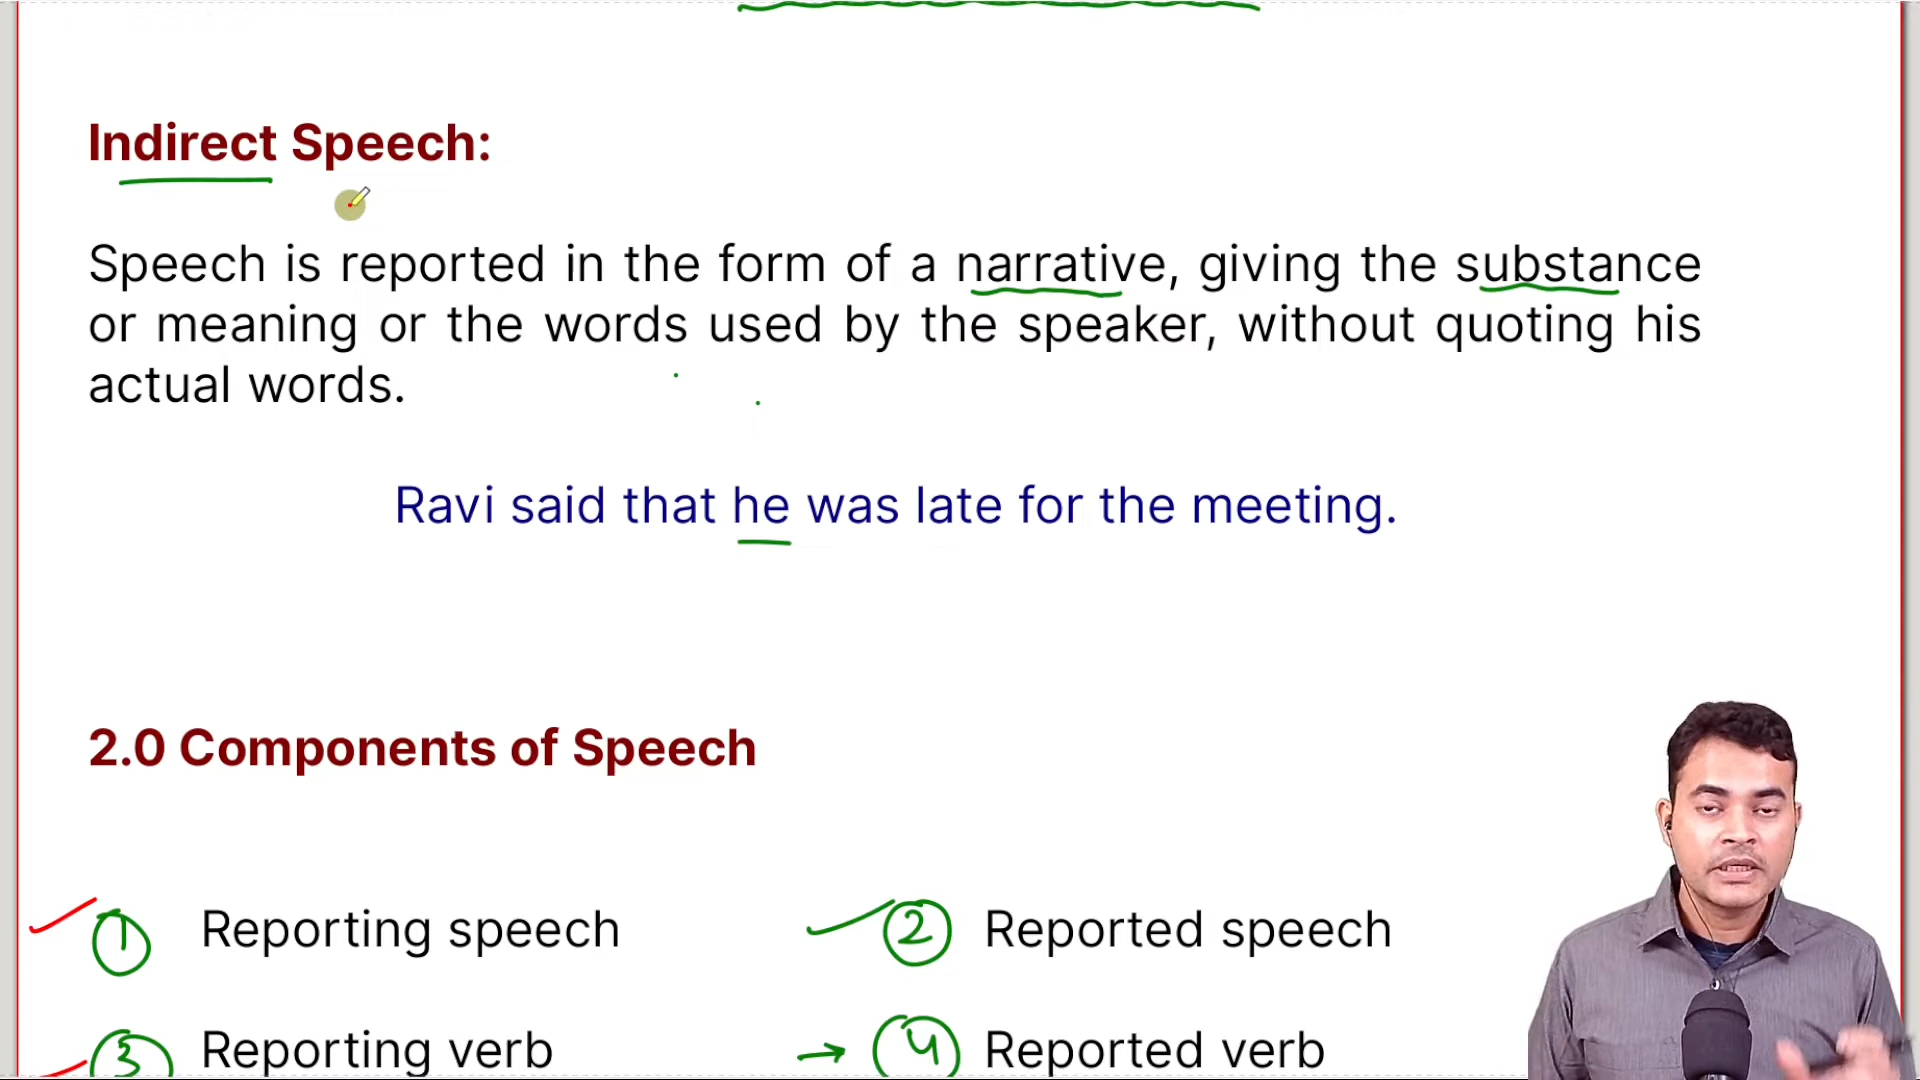 Indirect Speech:
Speech is reported in the form of a narrative, giving the substance
or meaning or the words used by the speaker, without quoting his
actual words.
Ravi said that he was late for the meeting.
2.0 Components of Speech
1 Reporting speech 2 Reported speech
3 Reporting verb 4 Reported verb